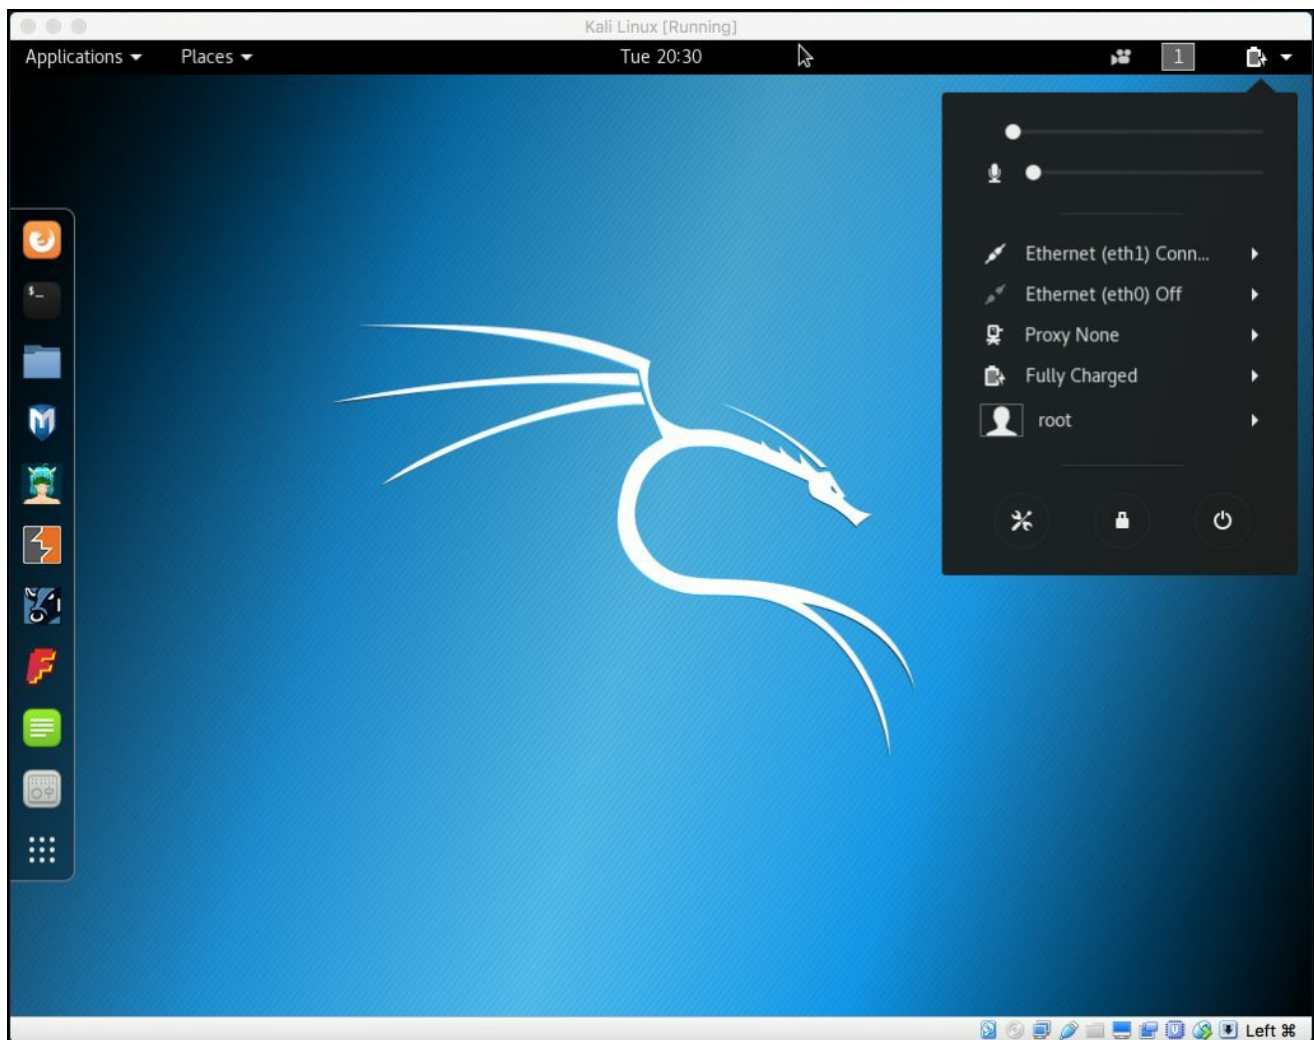 Kali Linux [Running]
Applications Places Tue 20:30 1
Ethernet (eth1) Conn...
Ethernet (eth0) Off
Proxy None
Fully Charged
root
$_
Left ⌘